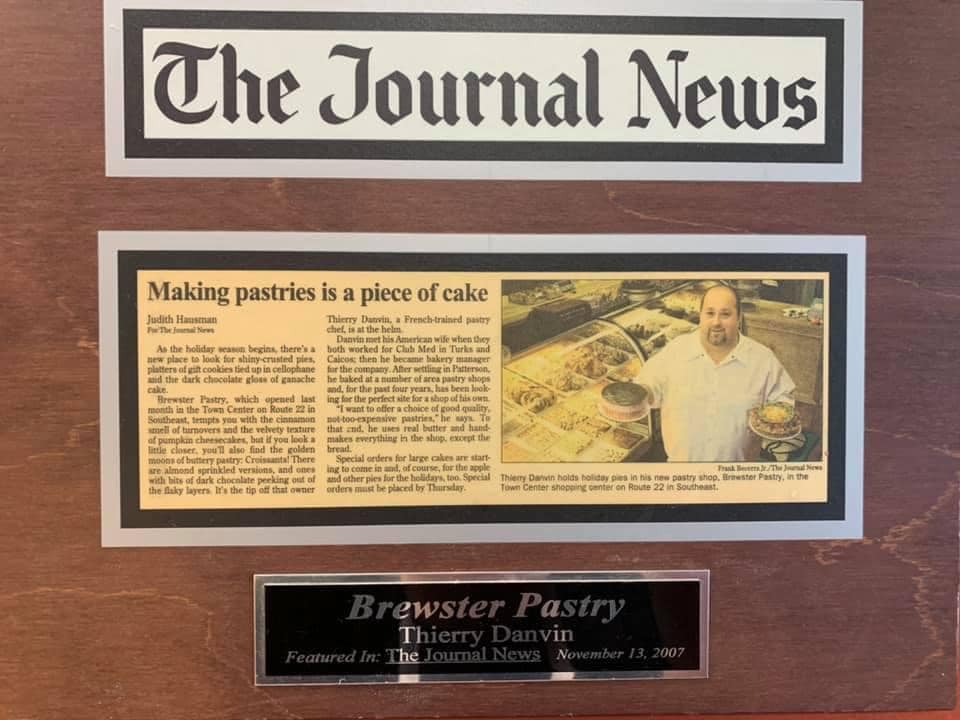 The Journal News
Making pastries is a piece of cake
Judith Hausman
For The Journal News
As the holiday season begins, there's a
new place to look for shiny-crusted pies,
platters of gift cookies tied up in cellophane
and the dark chocolate gloss of ganache
cake.
Brewster Pastry, which opened last
month in the Town Center on Route 22 in
Southeast, tempts you with the cinnamon
smell of turnovers and the velvety texture
of pumpkin cheesecakes, but if you look a
little closer, you'll also find the golden
moons of buttery pastry: Croissants! There
are almond sprinkled versions, and ones
with bits of dark chocolate peeking out of
the flaky layers. It's the tip off that owner
Thierry Danvin, a French-trained pastry
chef, is at the helm.
Danvin met his American wife when they
both worked for Club Med in Turks and
Caicos; then he became bakery manager
for the company. After settling in Patterson,
he baked at a number of area pastry shops
and, for the past four years, has been look-
ing for the perfect site for a shop of his own.
"I want to offer a choice of good quality,
not-too-expensive pastries," he says. To
that end, he uses real butter and hand-
makes everything in the shop, except the
bread.
Special orders for large cakes are start-
ing to come in and, of course, for the apple
and other pies for the holidays, too. Special
orders must be placed by Thursday.
Frank Becerra Jr./The Journal News
Thierry Danvin holds holiday pies in his new pastry shop, Brewster Pastry, in the
Town Center shopping center on Route 22 in Southeast.
Brewster Pastry
Thierry Danvin
Featured In: The Journal News November 13, 2007